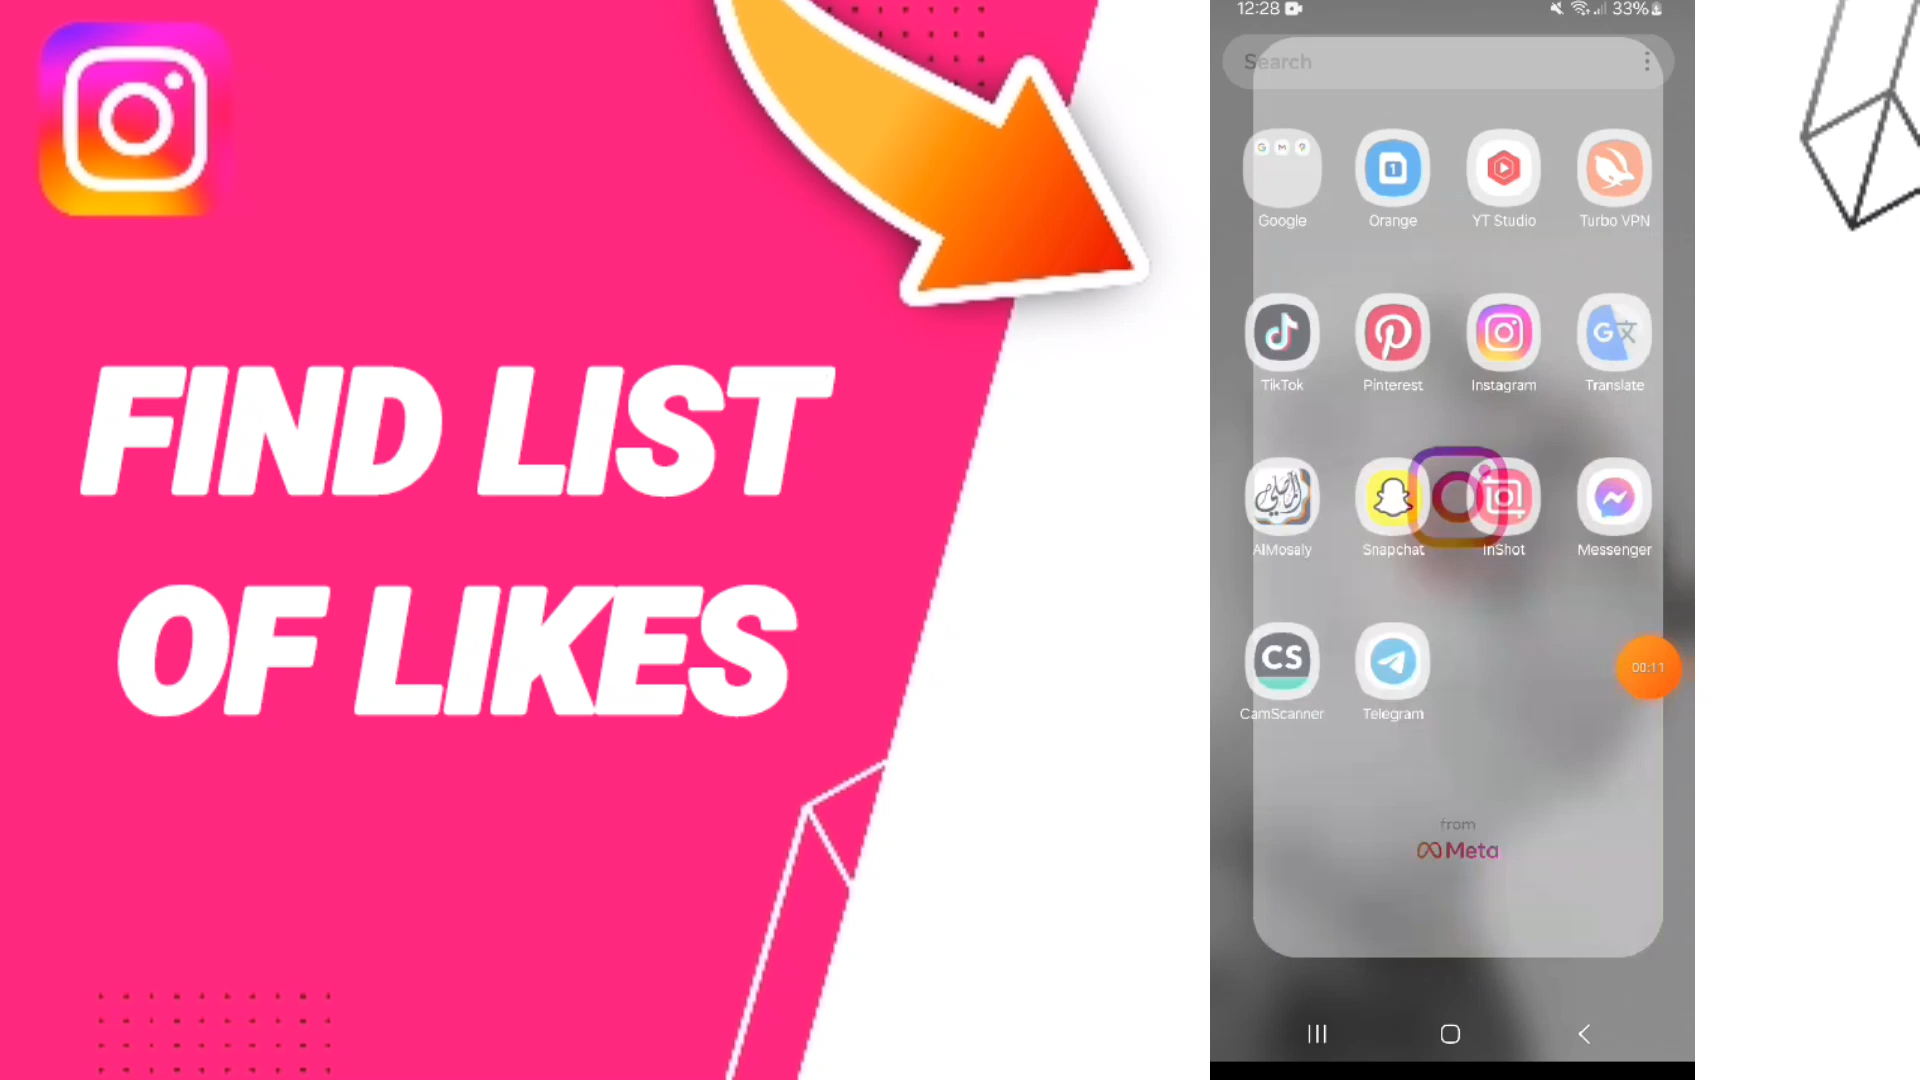 FIND LIST
OF LIKES
12:28
33%
Search
Google
Orange
YT Studio
Turbo VPN
TikTok
Pinterest
Instagram
Translate
AlMosaly
Snapchat
InShot
Messenger
CS
CamScanner
Telegram
00:11
from
Meta